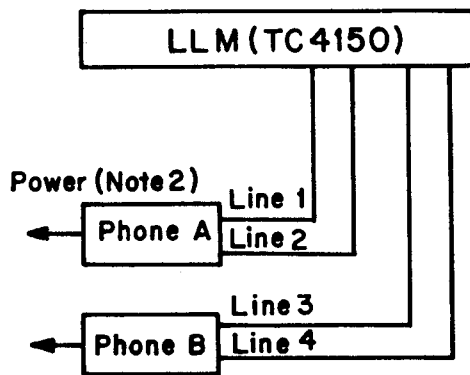 LLM (TC4150)
Power (Note 2)
Line 1
Phone A
Line 2
Line 3
Phone B
Line 4